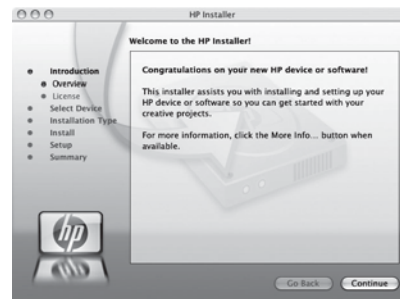 HP Installer
Welcome to the HP Installer!
Introduction
Overview
License
Select Device
Installation Type
Install
Setup
Summary
Congratulations on your new HP device or software!
This installer assists you with installing and setting up your
HP device or software so you can get started with your
creative projects.
For more information, click the More Info... button when
available.
hp
Go Back
Continue